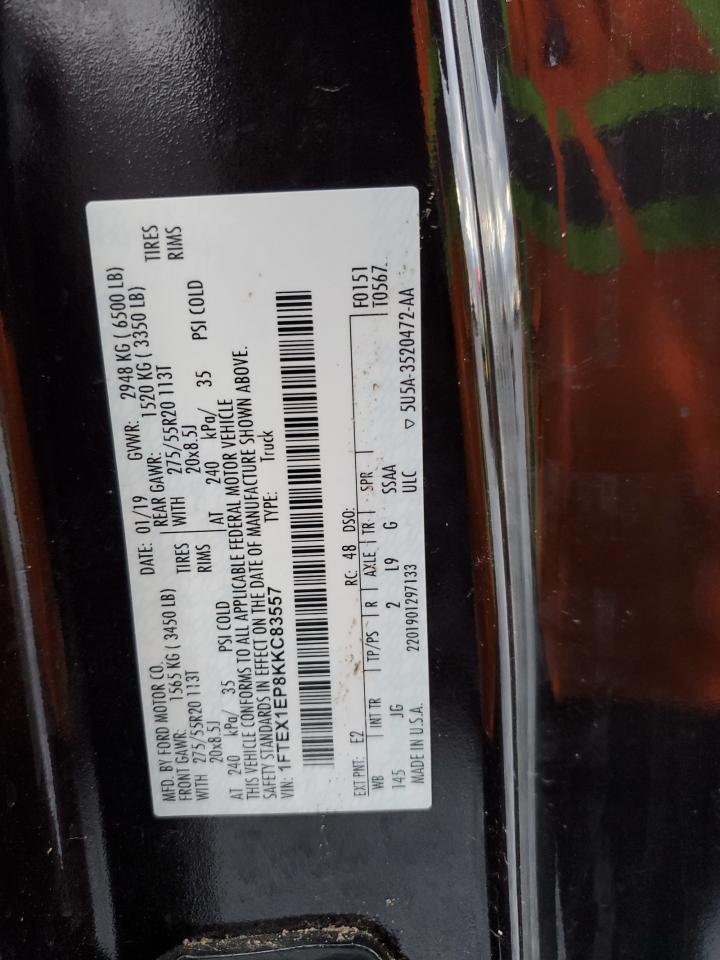 MFD. BY FORD MOTOR CO. DATE: 01/19 GVWR: 2948 KG ( 6500 LB)
FRONT GAWR: 1565 KG ( 3450 LB) REAR GAWR: 1520 KG ( 3350 LB)
WITH 275/55R20 113T TIRES WITH 275/55R20 113T TIRES
20x8.5J RIMS 20x8.5J RIMS
AT 240 kPa/ 35 PSI COLD AT 240 kPa/ 35 PSI COLD
THIS VEHICLE CONFORMS TO ALL APPLICABLE FEDERAL MOTOR VEHICLE
SAFETY STANDARDS IN EFFECT ON THE DATE OF MANUFACTURE SHOWN ABOVE.
VIN: 1FTEX1EP8KKC83557 TYPE: Truck
F0151
T0567
EXT PNT: E2 RC: 48 DSO:
WB INT TR TP/PS R AXLE TR SPR
145 JG 2 L9 G SSAA
MADE IN U.S.A. 2201901297133 ULC ▽ 5U5A-3520472-AA